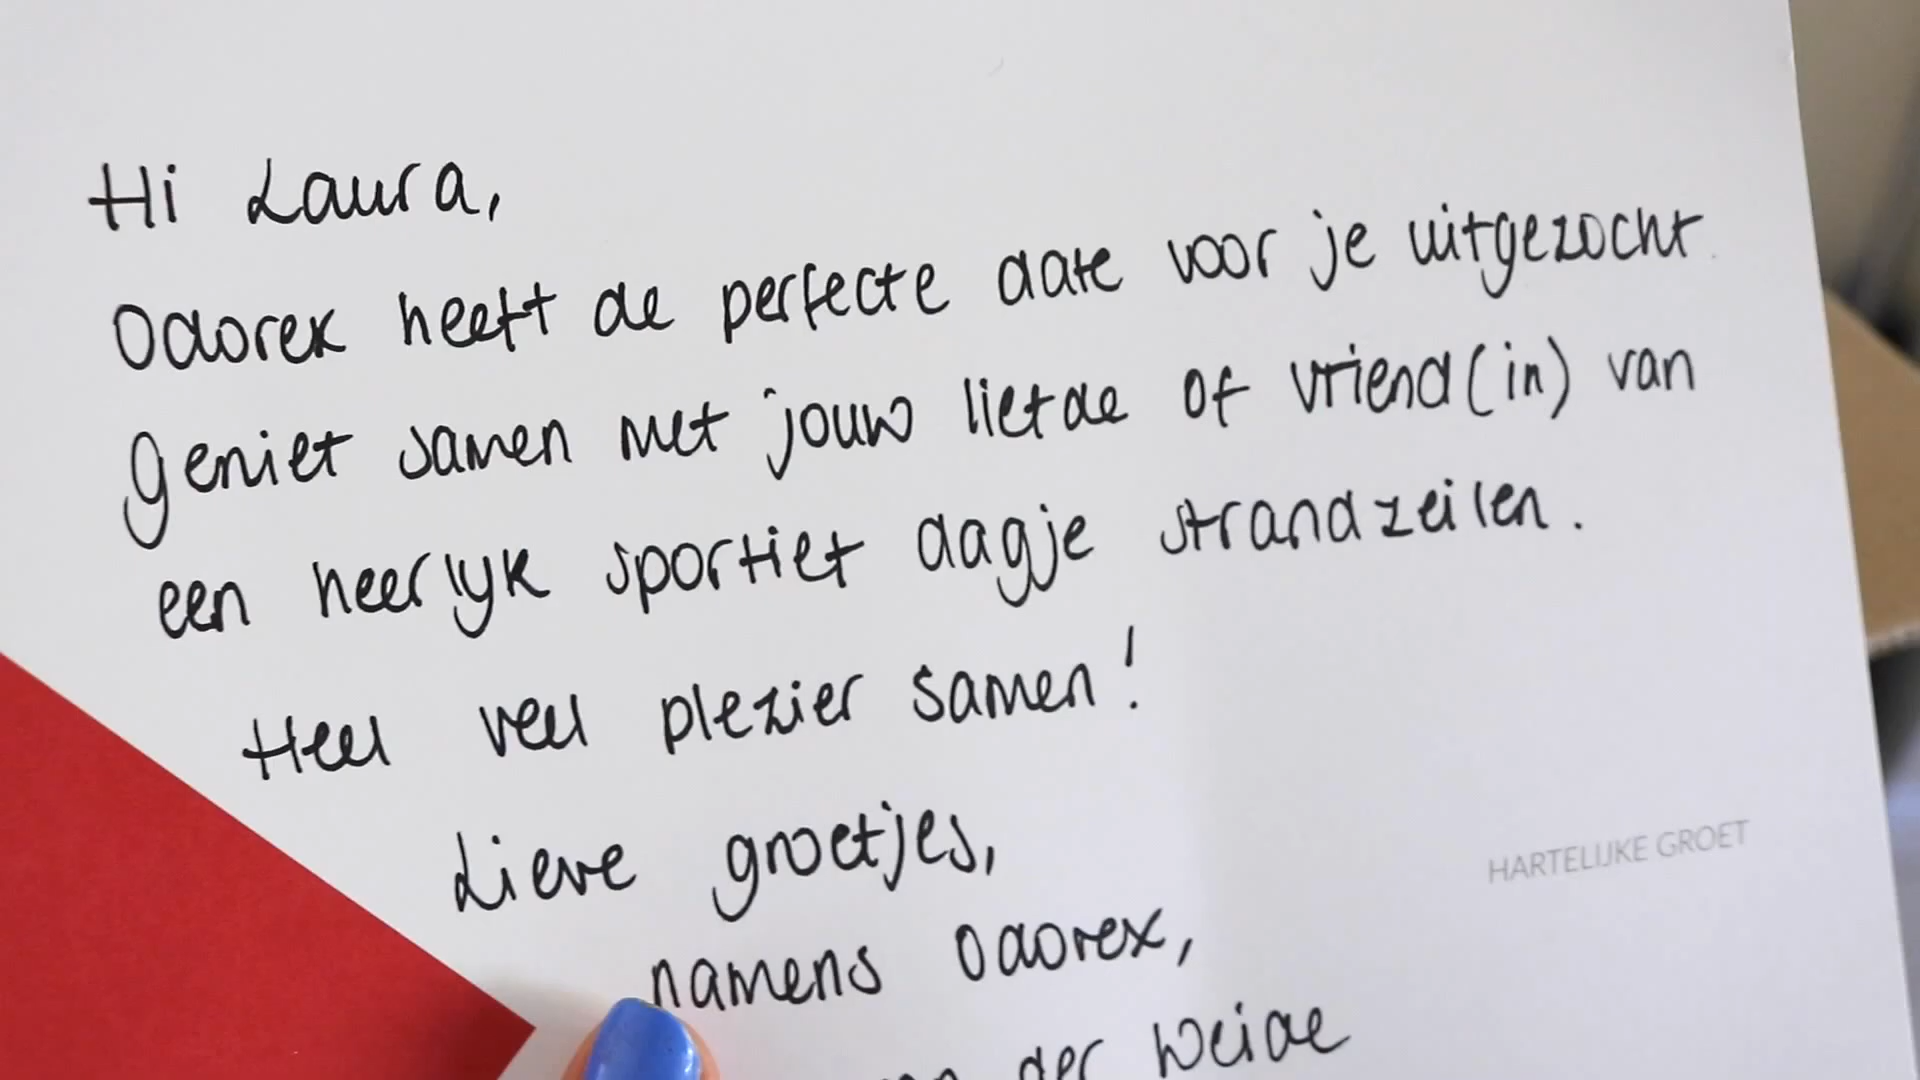 Hi Laura,
Odorex heeft de perfecte date voor je uitgezocht.
Geniet samen met jouw liefde of vriend(in) van
een heerlijk sportief dagje strandzeilen.
Heel veel plezier samen!
Lieve groetjes,
HARTELIJKE GROET
namens Odorex,
der Weide